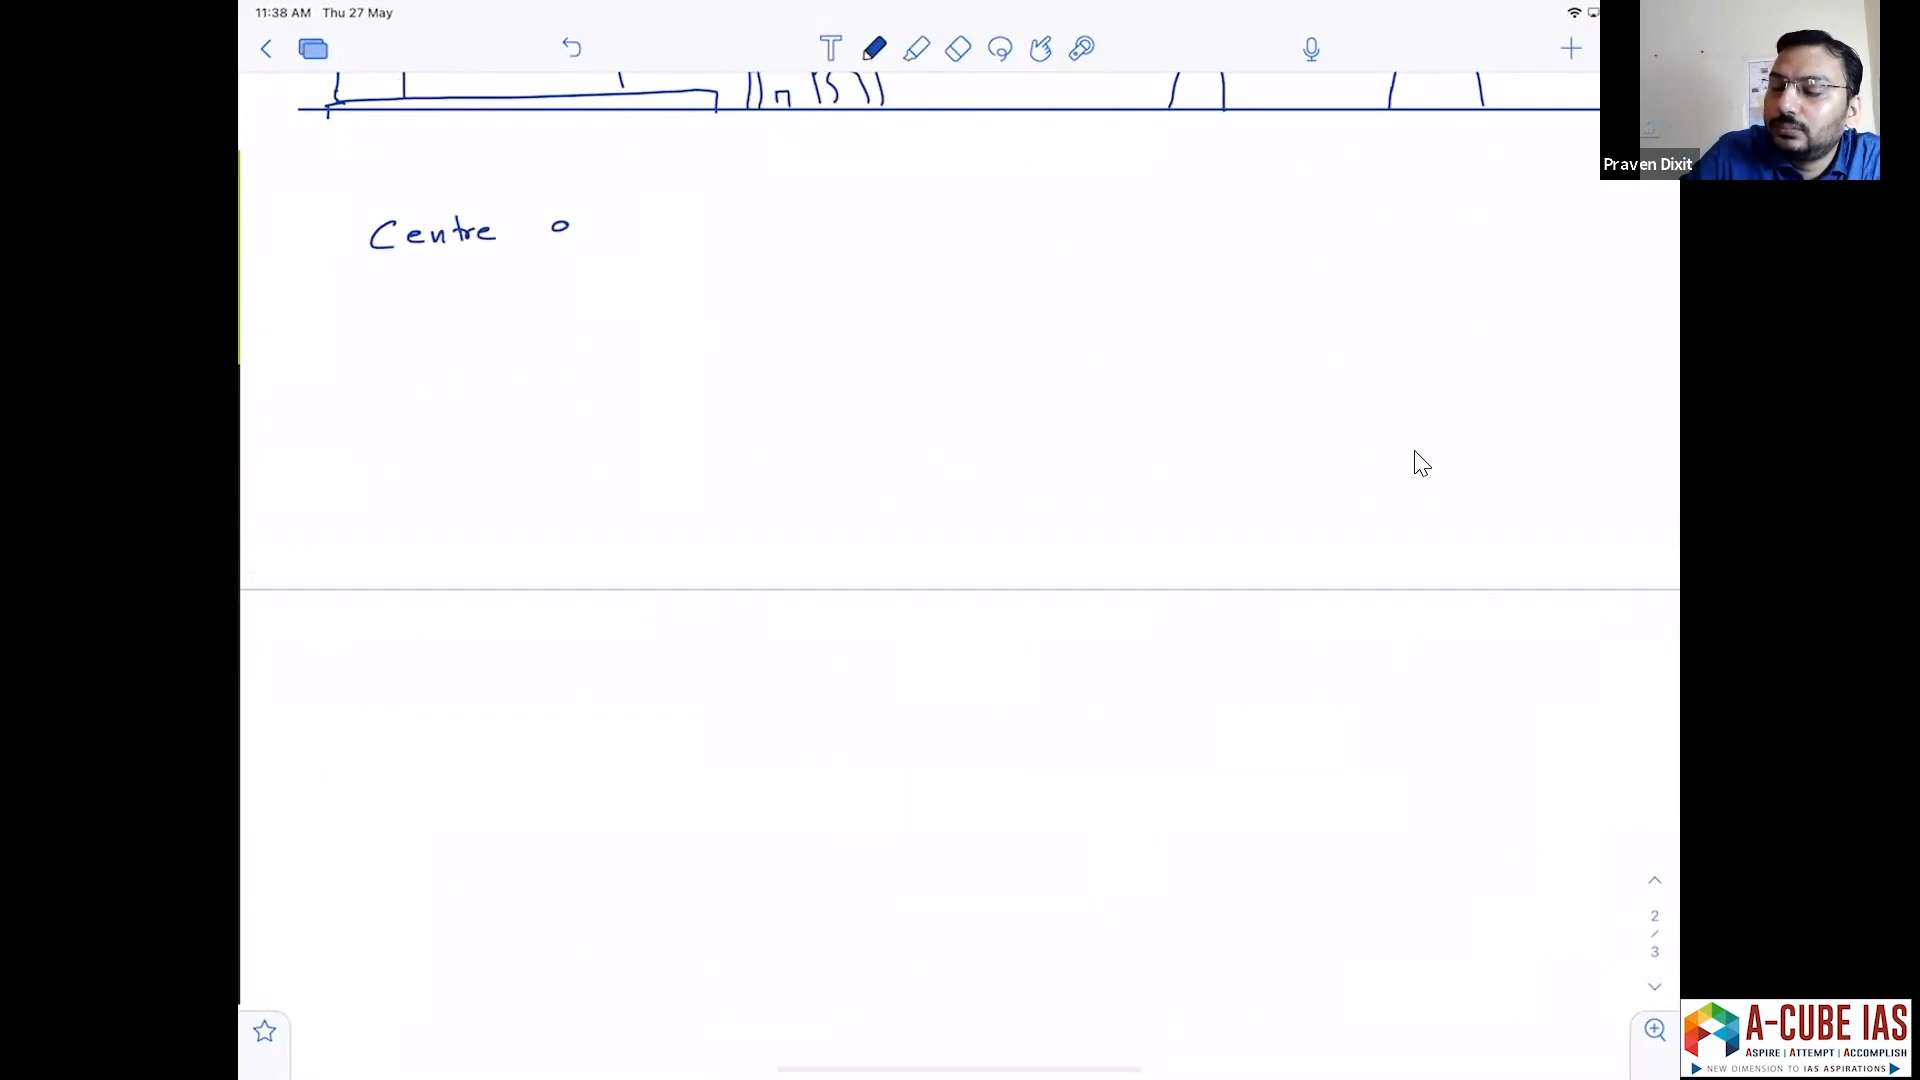 11:38 AM Thu 27 May
Praven Dixit
Centre o
2
3
A-CUBE IAS
ASPIRE | ATTEMPT | ACCOMPLISH
NEW DIMENSION TO IAS ASPIRATIONS